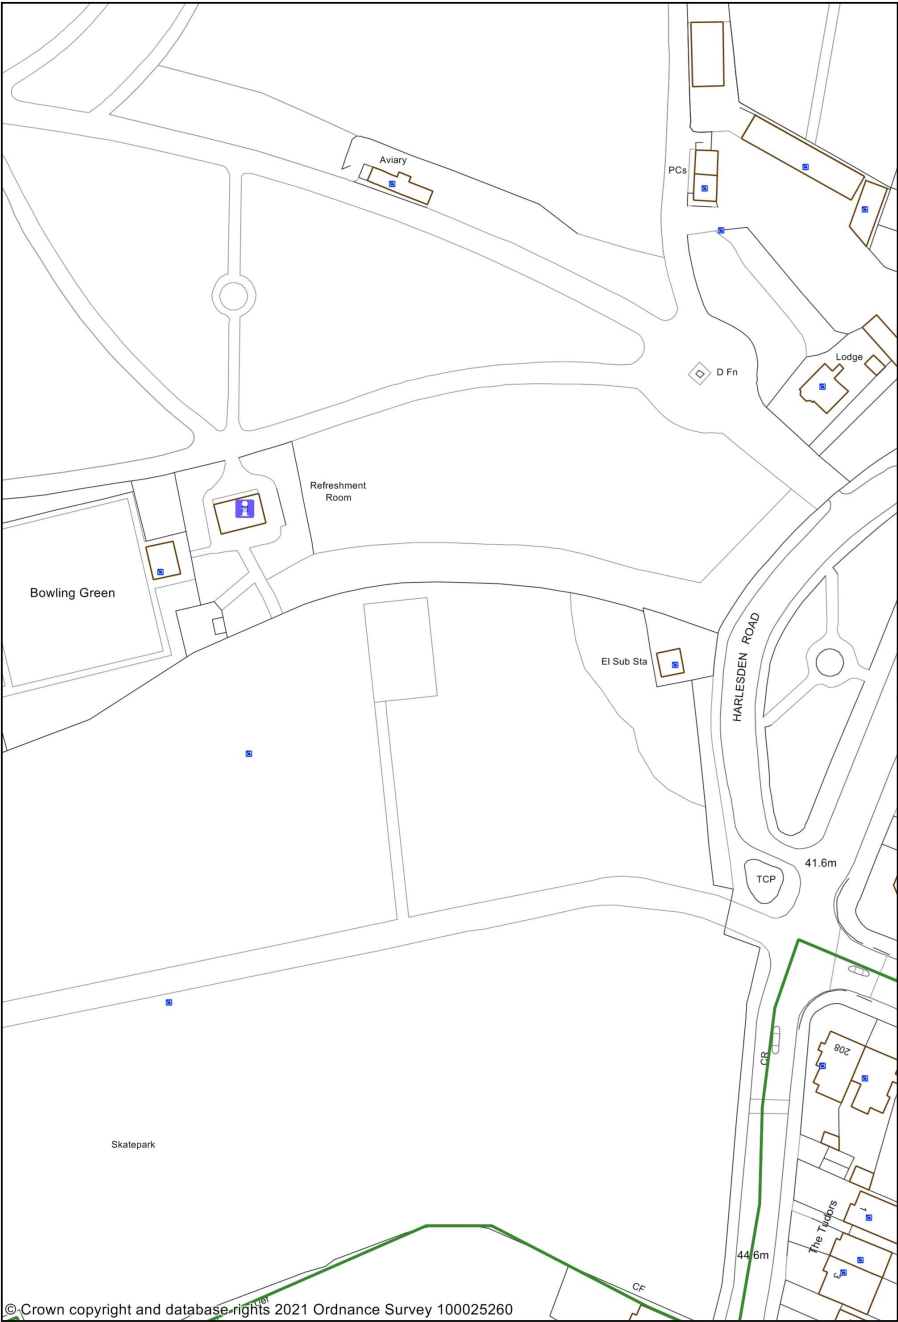 Aviary
PCs
Lodge
D Fn
Refreshment
Room
Bowling Green
HARLESDEN ROAD
El Sub Sta
41.6m
TCP
208
CR
Skatepark
The Tudors
1
3
44.6m
CF
Def
© Crown copyright and database rights 2021 Ordnance Survey 100025260